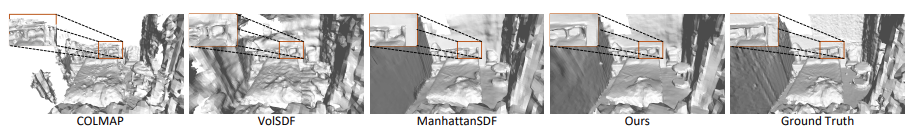 COLMAP
VolSDF
ManhattanSDF
Ours
Ground Truth